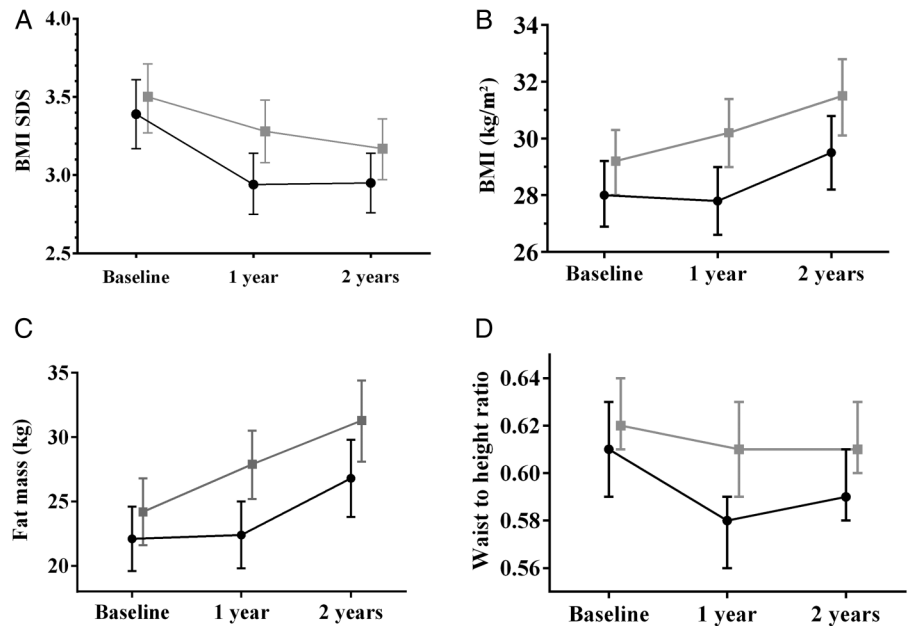 A
BMI SDS
4.0
3.5
3.0
2.5
Baseline
1 year
2 years
B
BMI (kg/m²)
34
32
30
28
26
Baseline
1 year
2 years
C
Fat mass (kg)
35
30
25
20
Baseline
1 year
2 years
D
Waist to height ratio
0.64
0.62
0.60
0.58
0.56
Baseline
1 year
2 years